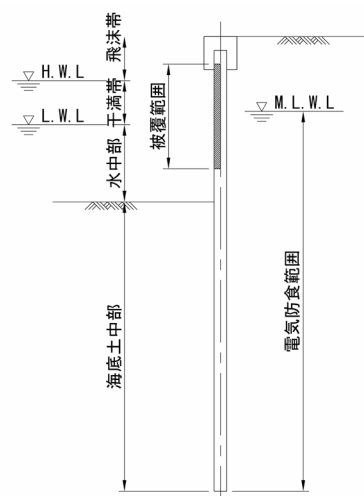 飛沫帯
H.W.L
干満帯
L.W.L
水中部
海底土中部
被覆範囲
M.L.W.L
電気防食範囲